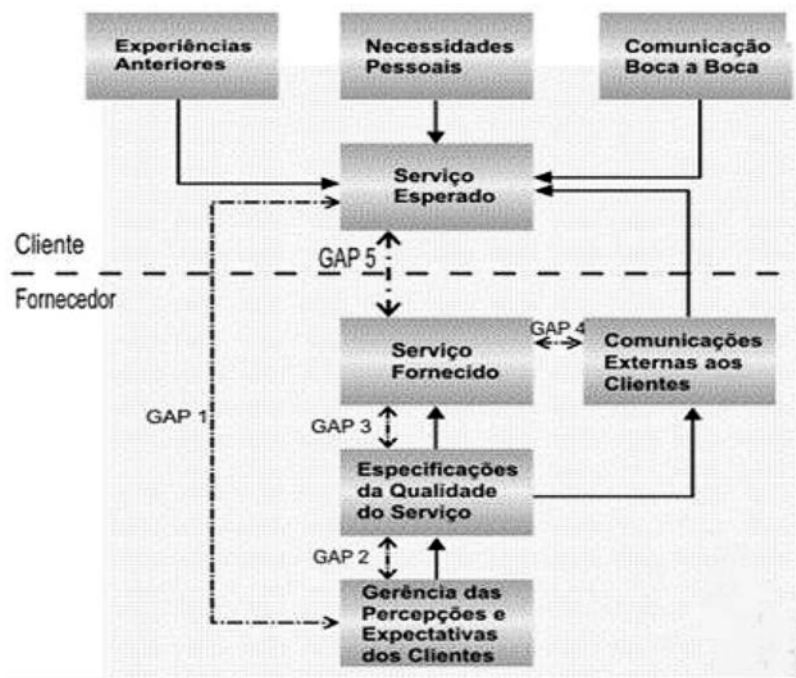 Experiências
Anteriores
Necessidades
Pessoais
Comunicação
Boca a Boca
Serviço
Esperado
Cliente
GAP 5
Fornecedor
GAP 4
Serviço
Fornecido
Comunicações
Externas aos
Clientes
GAP 1
GAP 3
Especificações
da Qualidade
do Serviço
GAP 2
Gerência das
Percepções e
Expectativas
dos Clientes